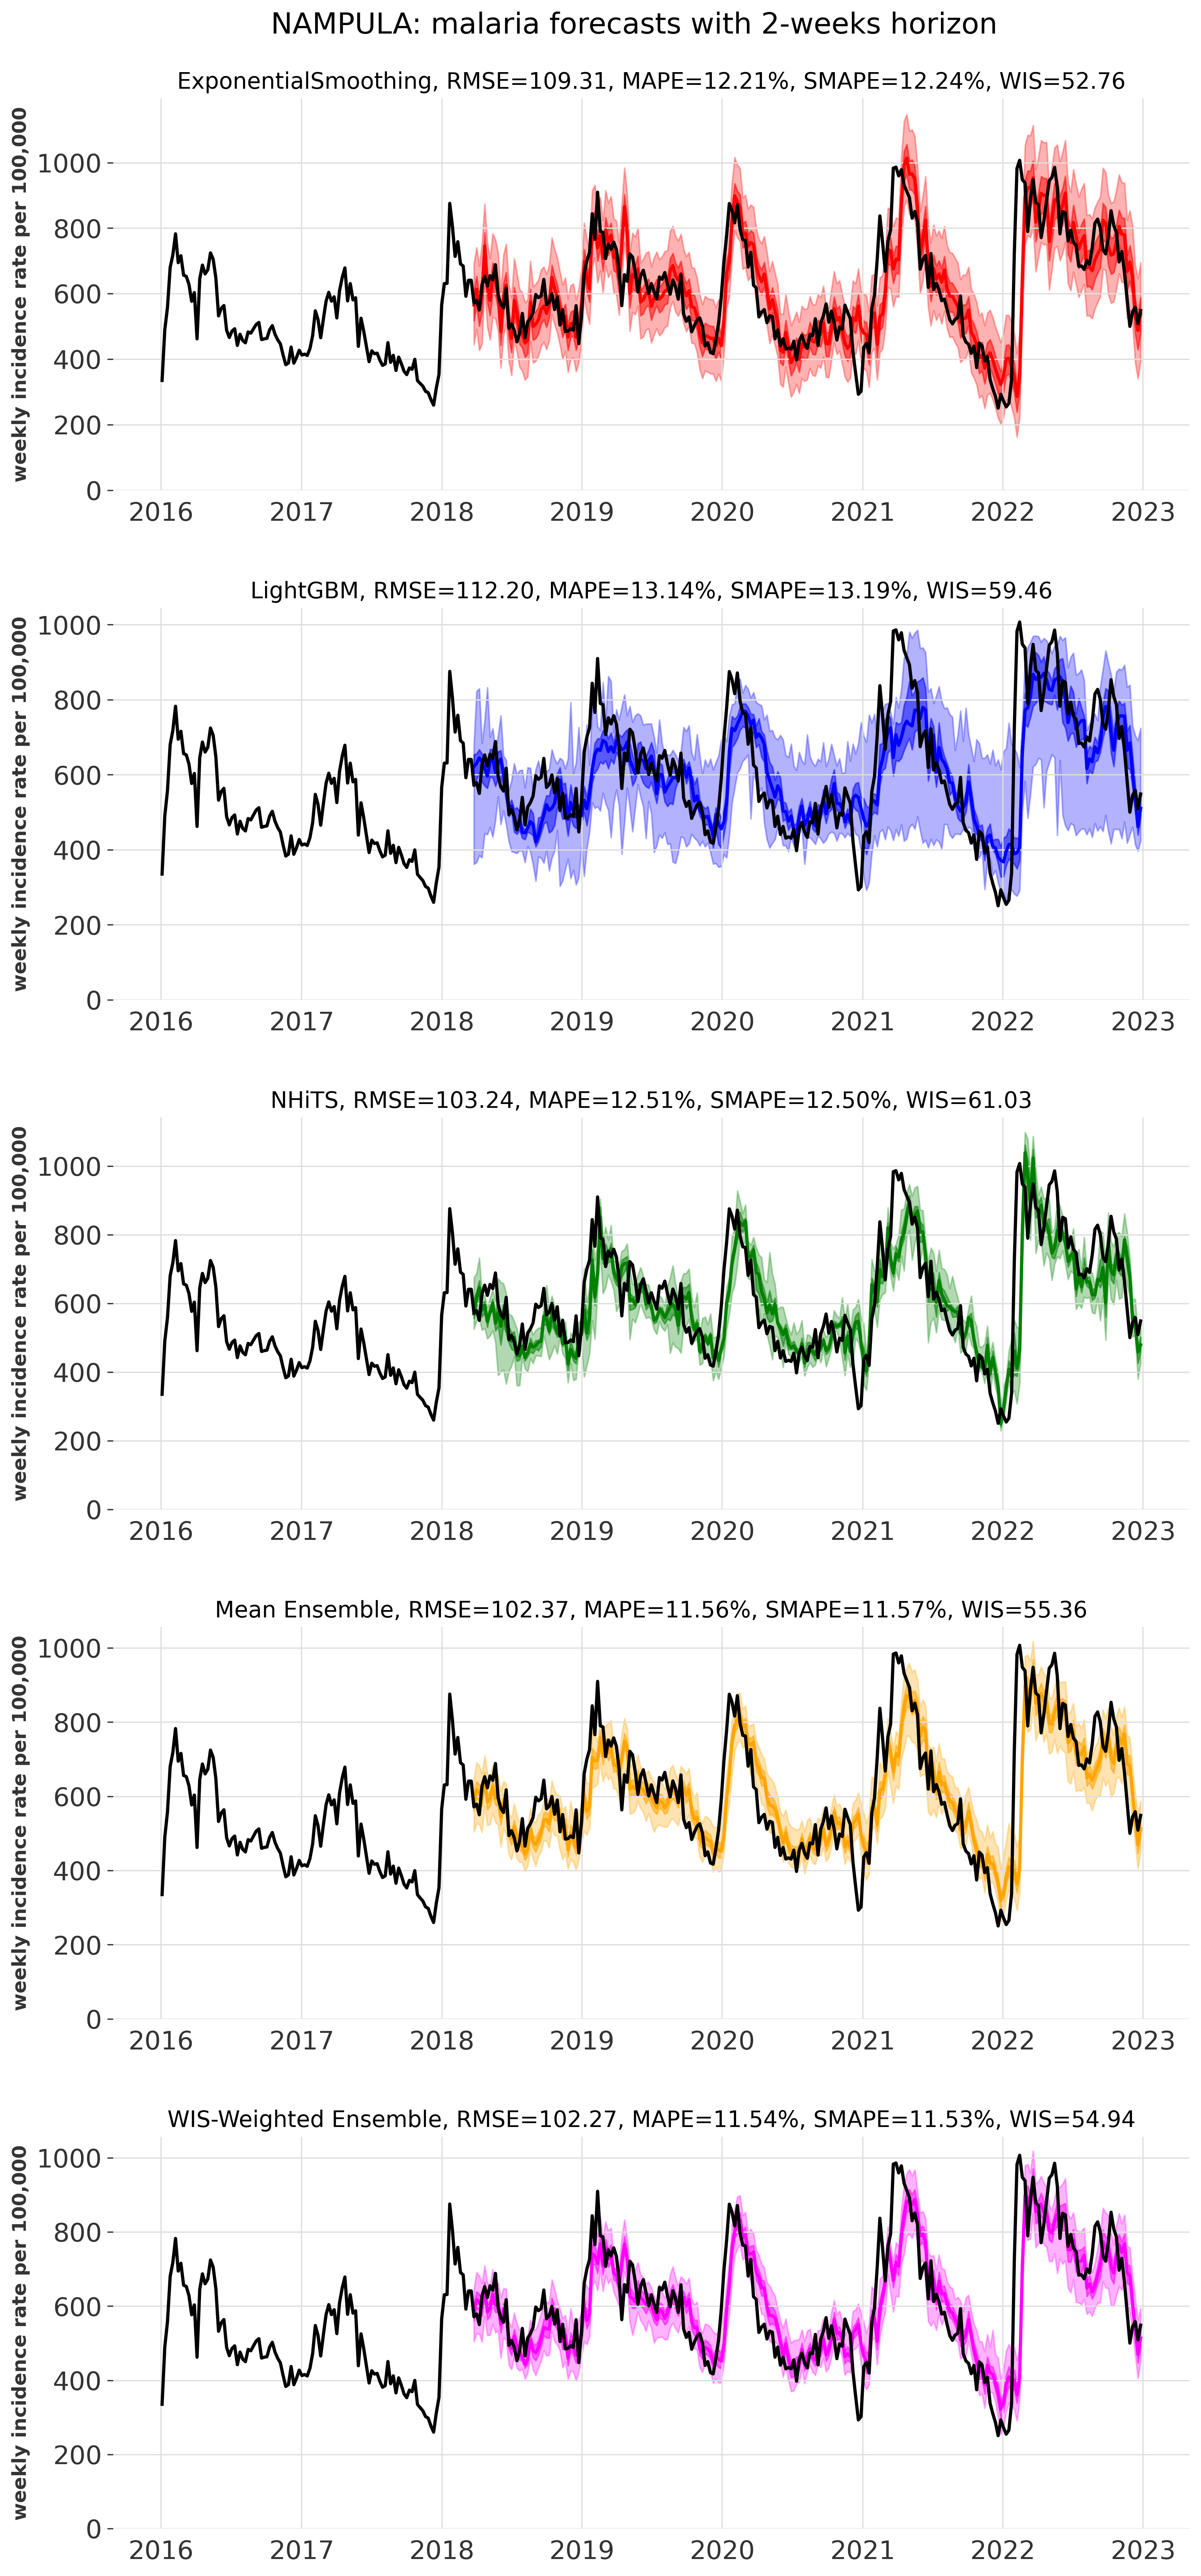 NAMPULA: malaria forecasts with 2-weeks horizon
ExponentialSmoothing, RMSE=109.31, MAPE=12.21%, SMAPE=12.24%, WIS=52.76
weekly incidence rate per 100,000
1000
800
600
400
200
0
2016 2017 2018 2019 2020 2021 2022 2023
LightGBM, RMSE=112.20, MAPE=13.14%, SMAPE=13.19%, WIS=59.46
weekly incidence rate per 100,000
1000
800
600
400
200
0
2016 2017 2018 2019 2020 2021 2022 2023
NHiTS, RMSE=103.24, MAPE=12.51%, SMAPE=12.50%, WIS=61.03
weekly incidence rate per 100,000
1000
800
600
400
200
0
2016 2017 2018 2019 2020 2021 2022 2023
Mean Ensemble, RMSE=102.37, MAPE=11.56%, SMAPE=11.57%, WIS=55.36
weekly incidence rate per 100,000
1000
800
600
400
200
0
2016 2017 2018 2019 2020 2021 2022 2023
WIS-Weighted Ensemble, RMSE=102.27, MAPE=11.54%, SMAPE=11.53%, WIS=54.94
weekly incidence rate per 100,000
1000
800
600
400
200
0
2016 2017 2018 2019 2020 2021 2022 2023